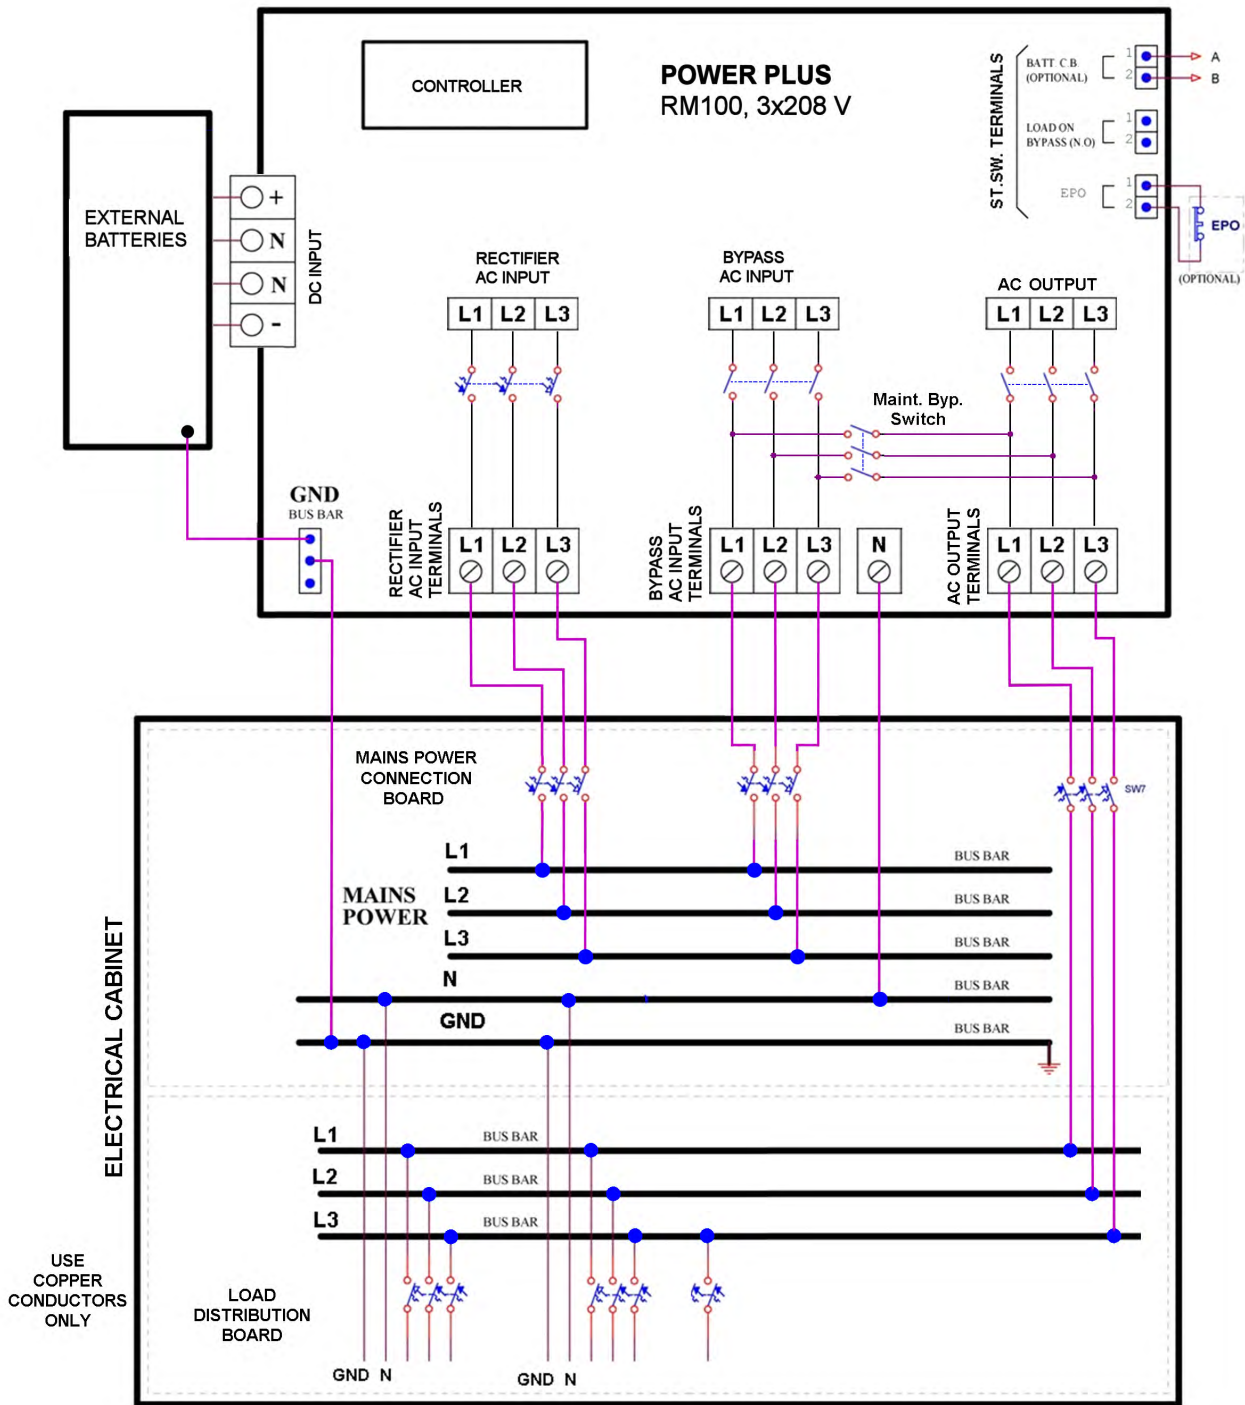 CONTROLLER
POWER PLUS
RM100, 3x208 V
ST.SW. TERMINALS
BATT C.B.
(OPTIONAL)
1
2
A
B
LOAD ON
BYPASS (N.O)
1
2
EPO
1
2
EPO
(OPTIONAL)
EXTERNAL
BATTERIES
+
N
N
-
DC INPUT
RECTIFIER
AC INPUT
L1 L2 L3
BYPASS
AC INPUT
L1 L2 L3
AC OUTPUT
L1 L2 L3
Maint. Byp.
Switch
GND
BUS BAR
RECTIFIER
AC INPUT
TERMINALS
L1 L2 L3
BYPASS
AC INPUT
TERMINALS
L1 L2 L3
N
AC OUTPUT
TERMINALS
L1 L2 L3
MAINS POWER
CONNECTION
BOARD
SW7
ELECTRICAL CABINET
MAINS
POWER
L1 BUS BAR
L2 BUS BAR
L3 BUS BAR
N BUS BAR
GND BUS BAR
L1 BUS BAR
L2 BUS BAR
L3 BUS BAR
USE
COPPER
CONDUCTORS
ONLY
LOAD
DISTRIBUTION
BOARD
GND N
GND N